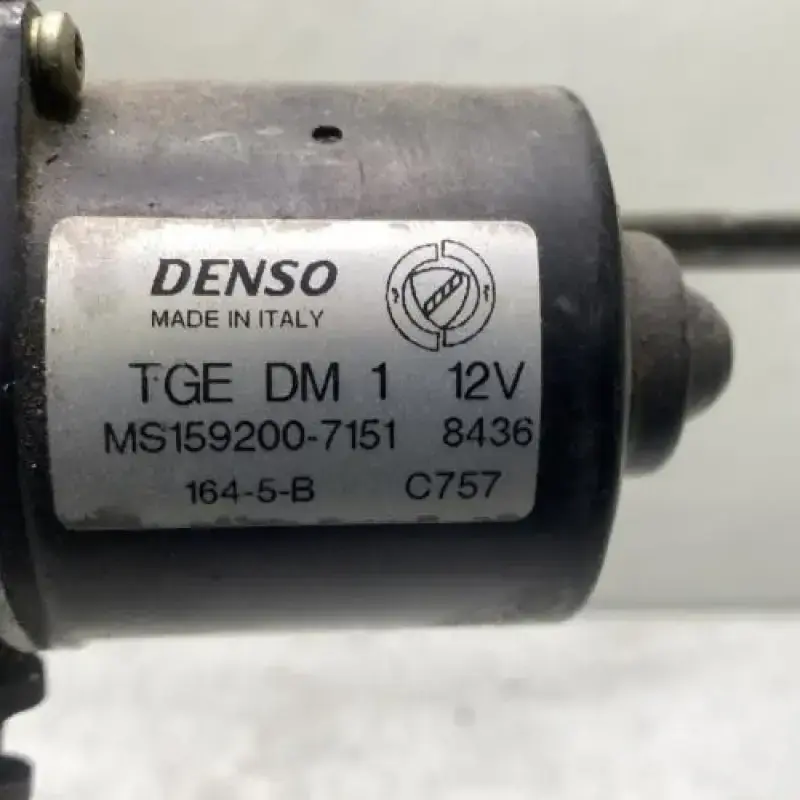 DENSO
MADE IN ITALY
TGE DM 1 12V
MS159200-7151 8436
164-5-B C757